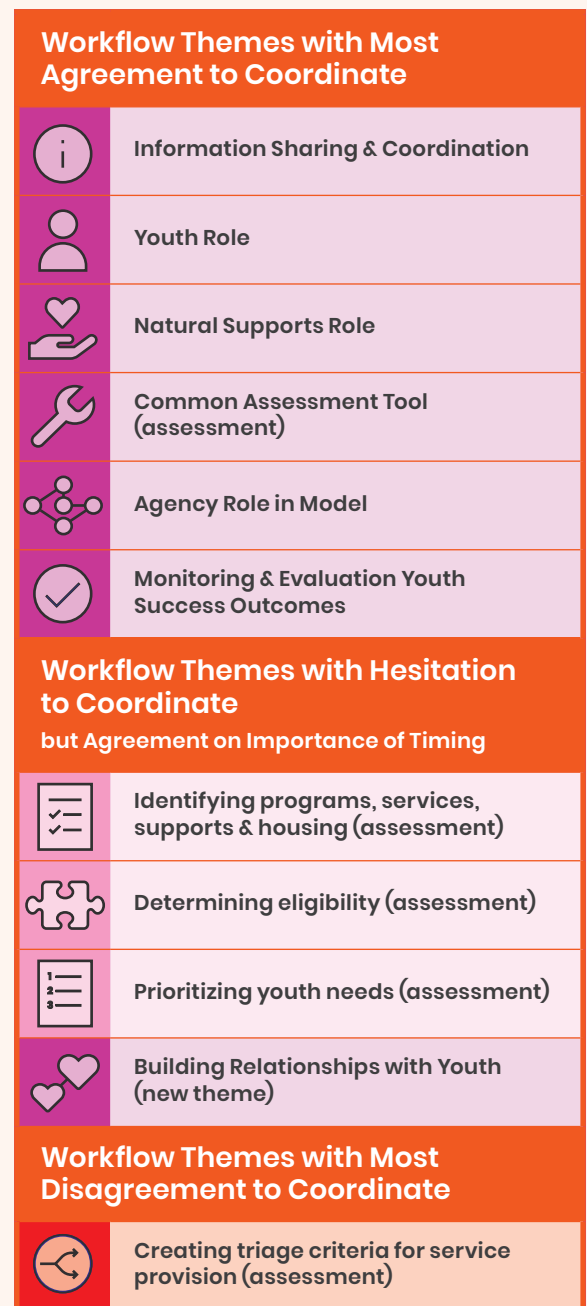 Workflow Themes with Most
Agreement to Coordinate
i
Information Sharing & Coordination
Youth Role
Natural Supports Role
Common Assessment Tool
(assessment)
Agency Role in Model
Monitoring & Evaluation Youth
Success Outcomes
Workflow Themes with Hesitation
to Coordinate
but Agreement on Importance of Timing
Identifying programs, services,
supports & housing (assessment)
Determining eligibility (assessment)
1
2
3
Prioritizing youth needs (assessment)
Building Relationships with Youth
(new theme)
Workflow Themes with Most
Disagreement to Coordinate
Creating triage criteria for service
provision (assessment)